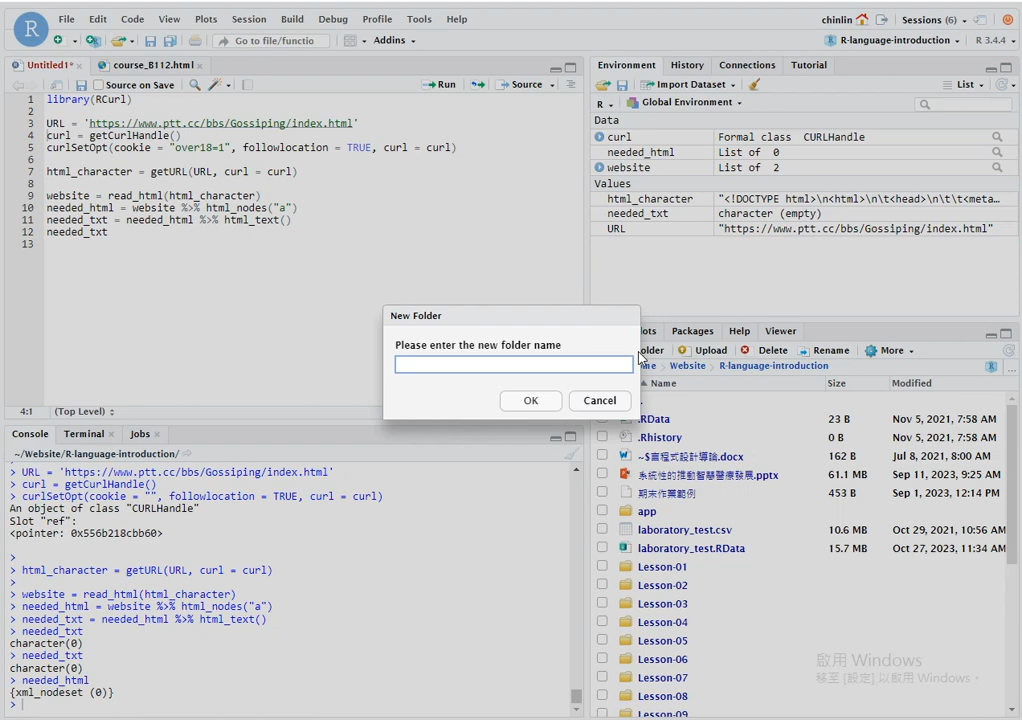 File Edit Code View Plots Session Build Debug Profile Tools Help
chinlin Sessions (6)
Go to file/functio Addins
R-language-introduction R 3.4.4
Untitled1* course_B112.html
Source on Save Run Source
1 library(RCurl)
2
3 URL = 'https://www.ptt.cc/bbs/Gossiping/index.html'
4 curl = getCurlHandle()
5 curlSetOpt(cookie = "over18=1", followlocation = TRUE, curl = curl)
6
7 html_character = getURL(URL, curl = curl)
8
9 website = read_html(html_character)
10 needed_html = website %>% html_nodes("a")
11 needed_txt = needed_html %>% html_text()
12 needed_txt
13
4:1 (Top Level)
Environment History Connections Tutorial
Import Dataset List
R Global Environment
Data
curl Formal class CURLHandle
needed_html List of 0
website List of 2
Values
html_character "<!DOCTYPE html>\n<html>\n\t<head>\n\t\t<meta…
needed_txt character (empty)
URL "https://www.ptt.cc/bbs/Gossiping/index.html"
New Folder
Please enter the new folder name
OK Cancel
Console Terminal Jobs
~/Website/R-language-introduction/
> URL = 'https://www.ptt.cc/bbs/Gossiping/index.html'
> curl = getCurlHandle()
> curlSetOpt(cookie = "", followlocation = TRUE, curl = curl)
An object of class "CURLHandle"
Slot "ref":
<pointer: 0x556b218cbb60>
>
> html_character = getURL(URL, curl = curl)
>
> website = read_html(html_character)
> needed_html = website %>% html_nodes("a")
> needed_txt = needed_html %>% html_text()
> needed_txt
character(0)
> needed_txt
character(0)
> needed_html
{xml_nodeset (0)}
>
lots Packages Help Viewer
older Upload Delete Rename More
me Website R-language-introduction
Name Size Modified
.RData 23 B Nov 5, 2021, 7:58 AM
.Rhistory 0 B Nov 5, 2021, 7:58 AM
162 B Jul 8, 2021, 8:00 AM
系統性的推動智慧醫療發展.pptx 61.1 MB Sep 11, 2023, 9:25 AM
期末作業範例 453 B Sep 1, 2023, 12:14 PM
app
laboratory_test.csv 10.6 MB Oct 29, 2021, 10:56 AM
laboratory_test.RData 15.7 MB Oct 27, 2023, 11:34 AM
Lesson-01
Lesson-02
Lesson-03
Lesson-04
Lesson-05
Lesson-06
Lesson-07
Lesson-08
Lesson-09
啟用 Windows
移至 [設定] 以啟用 Windows。